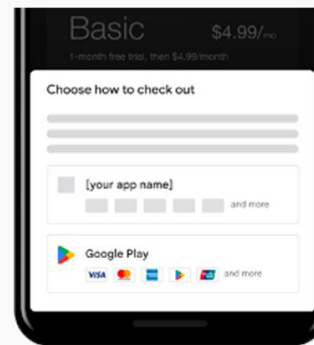 Basic
$4.99/mo
1-month free trial, then $4.99/month
Choose how to check out
[your app name]
and more
Google Play
VISA
and more